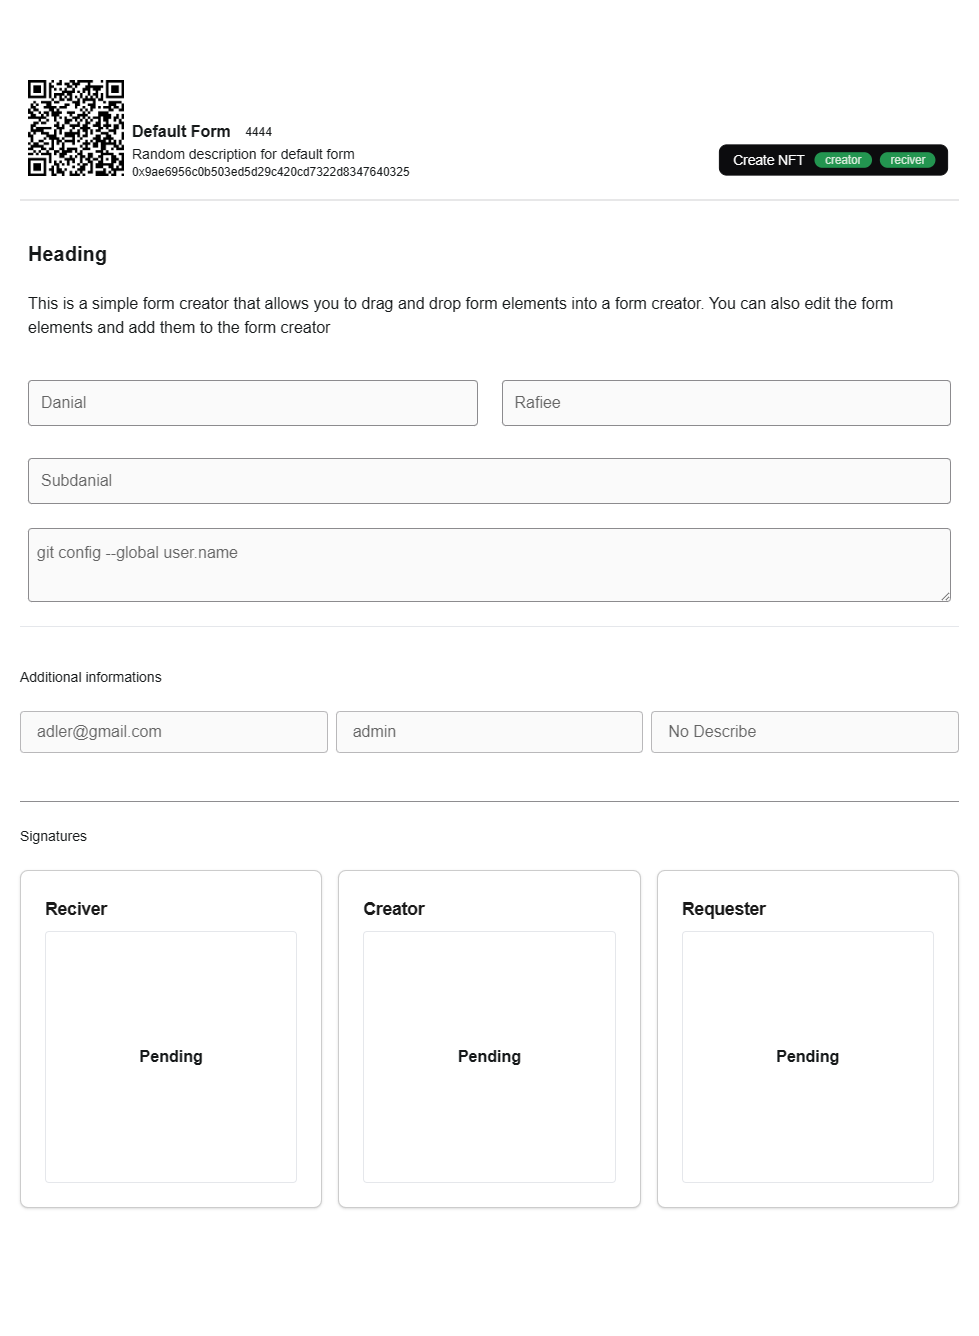 Default Form 4444
Random description for default form
0x9ae6956c0b503ed5d29c420cd7322d8347640325
Create NFT creator reciver
Heading
This is a simple form creator that allows you to drag and drop form elements into a form creator. You can also edit the form
elements and add them to the form creator
Danial Rafiee
Subdanial
git config --global user.name
Additional informations
adler@gmail.com admin No Describe
Signatures
Reciver Creator Requester
Pending Pending Pending